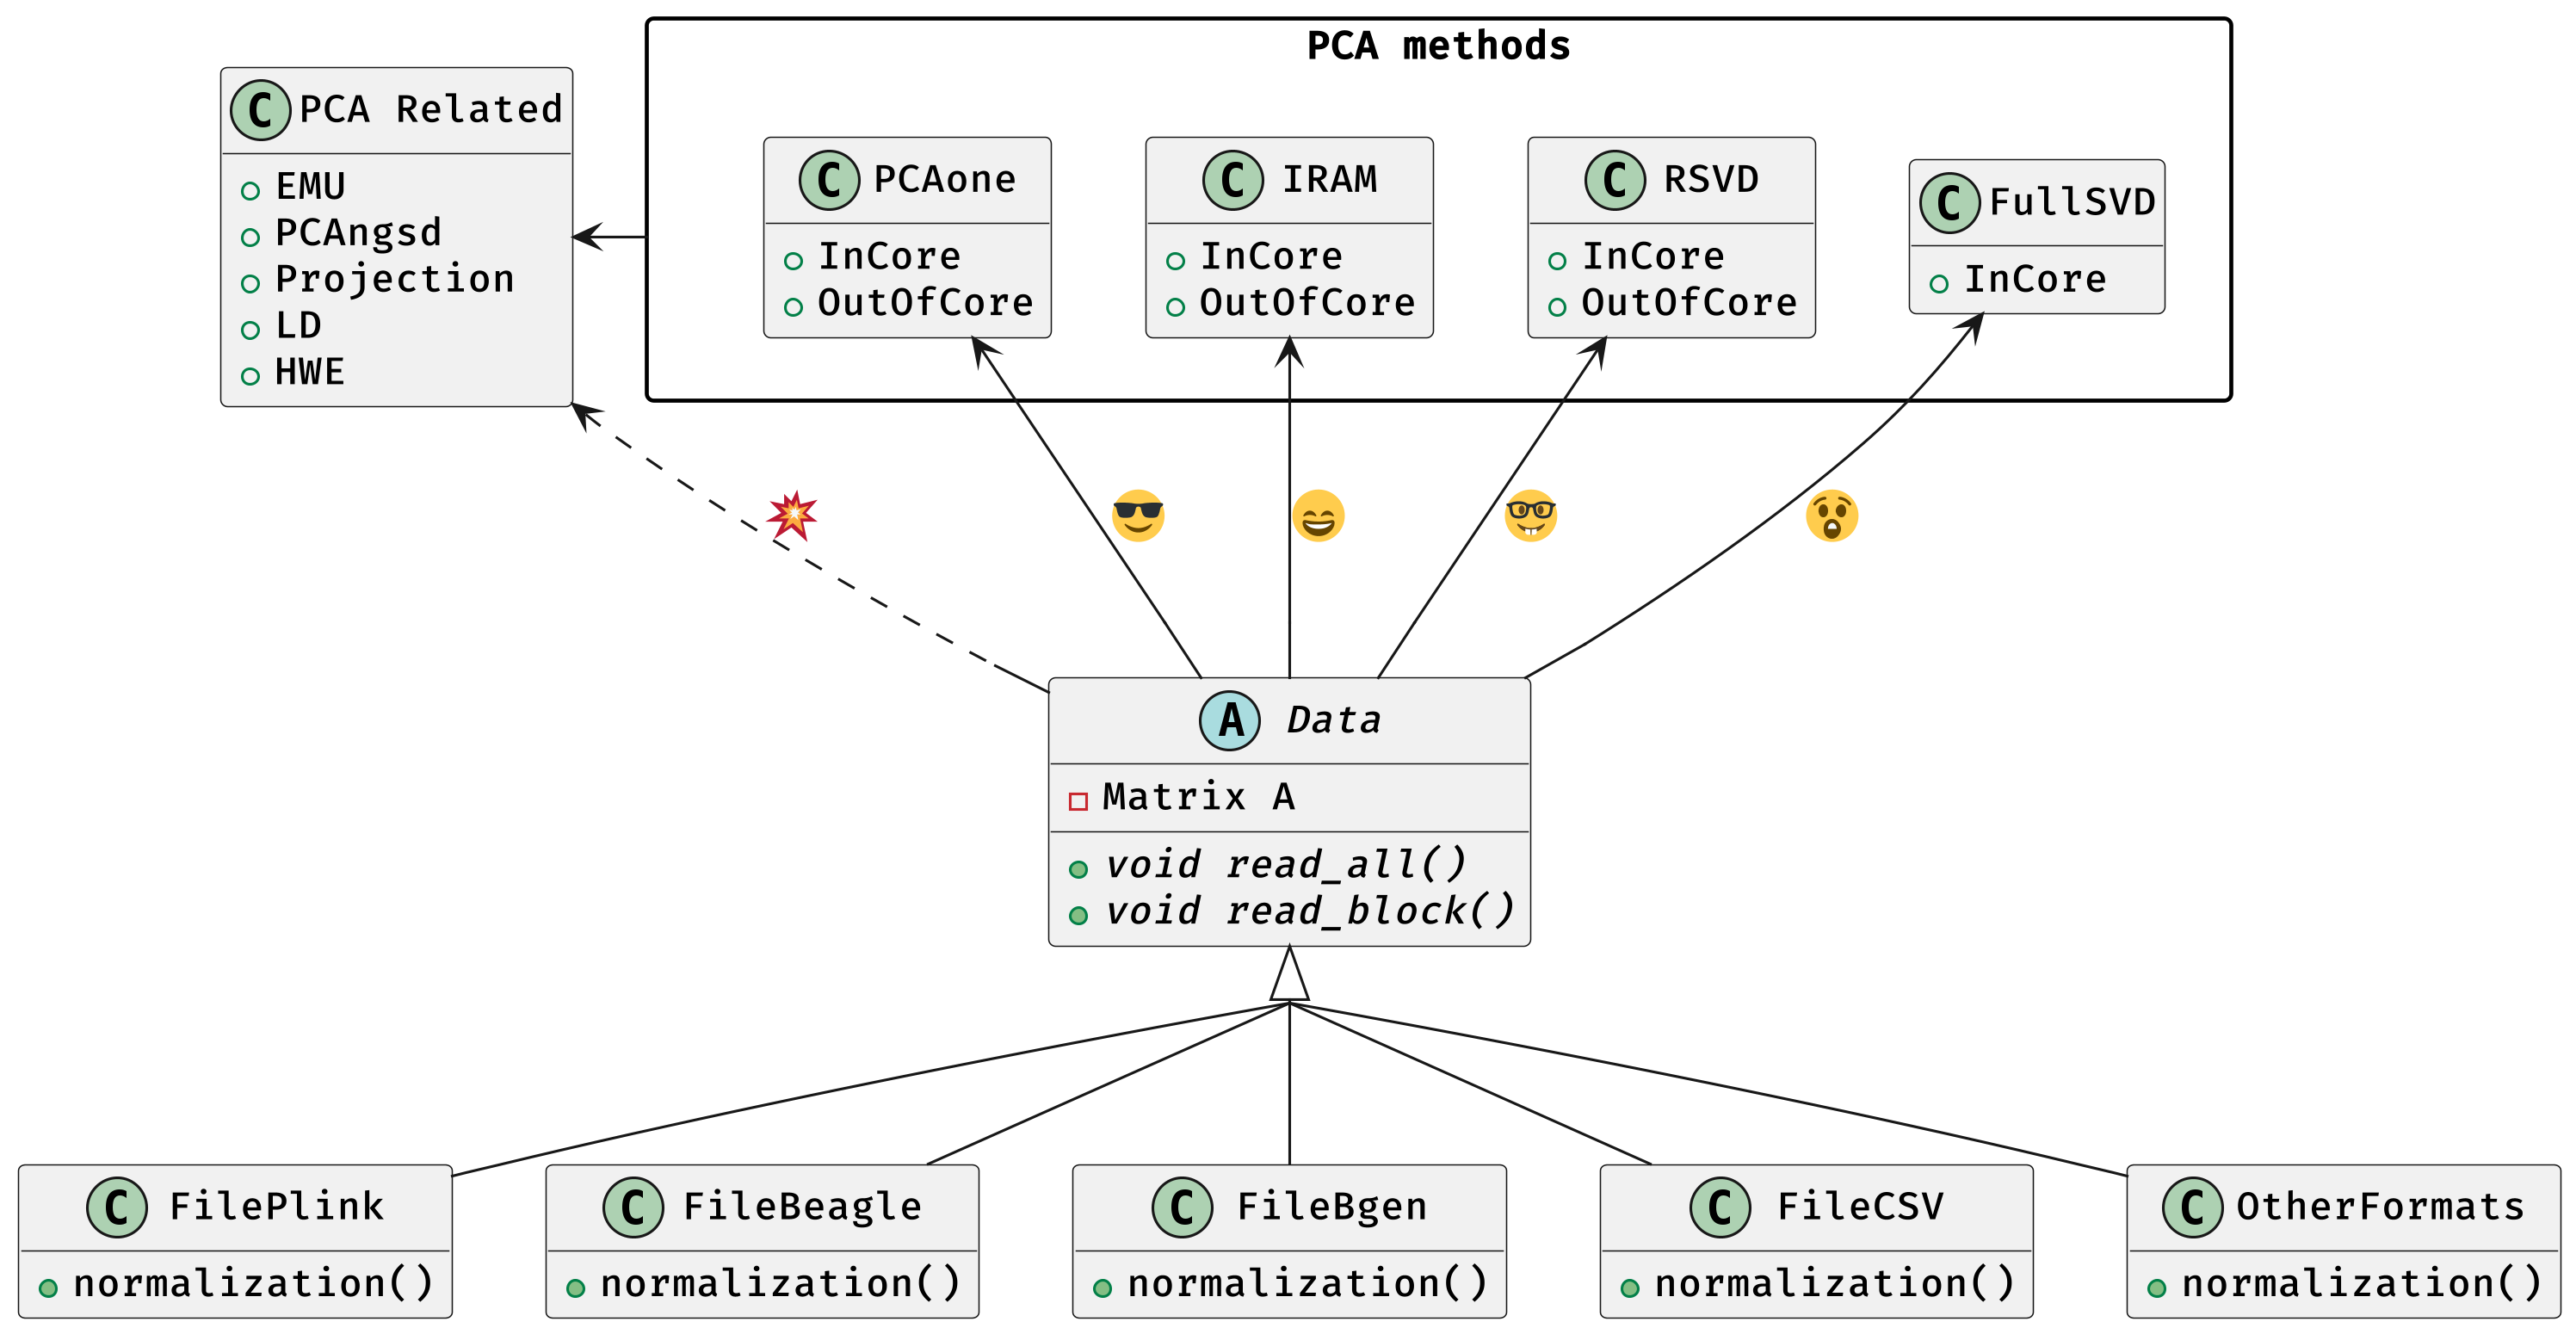 PCA methods
C PCA Related
EMU
PCAngsd
Projection
LD
HWE
C PCAone
InCore
OutOfCore
C IRAM
InCore
OutOfCore
C RSVD
InCore
OutOfCore
C FullSVD
InCore
A Data
Matrix A
void read_all()
void read_block()
C FilePlink
normalization()
C FileBeagle
normalization()
C FileBgen
normalization()
C FileCSV
normalization()
C OtherFormats
normalization()